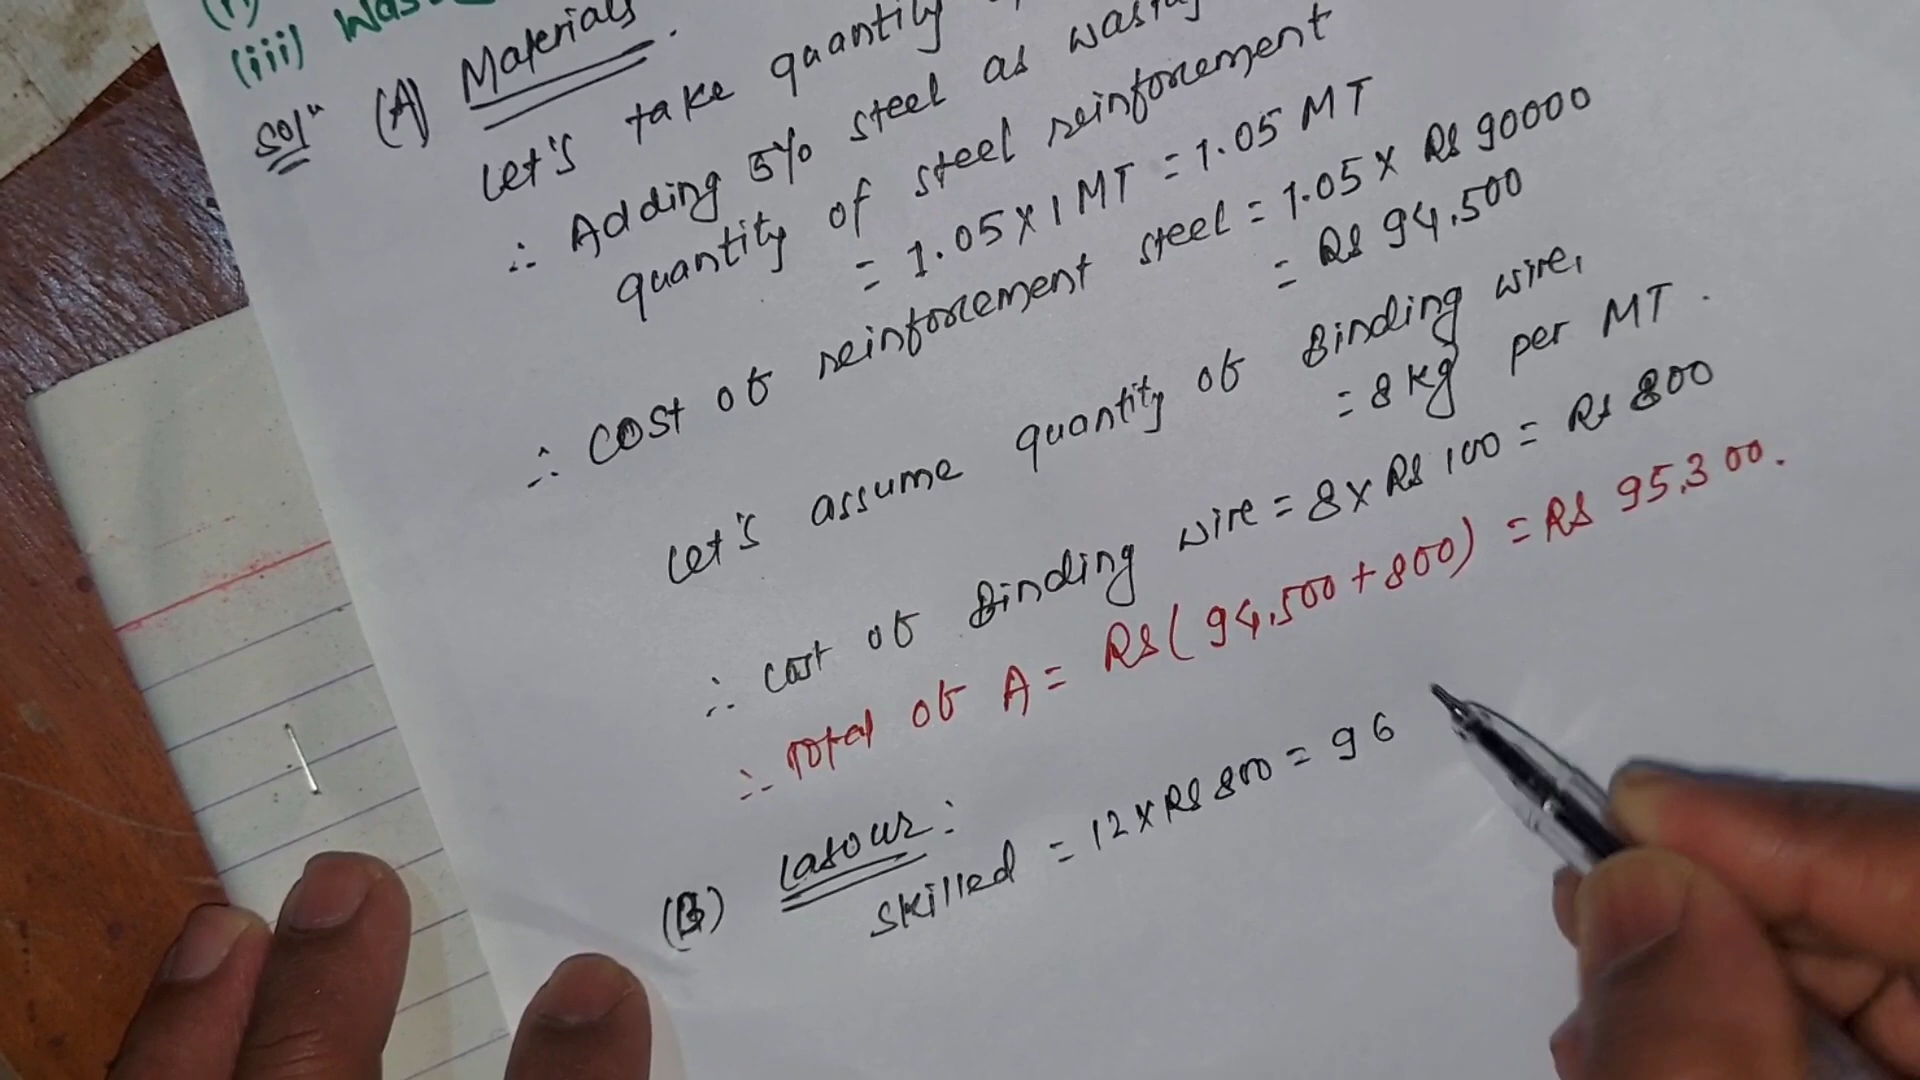 (iii)
Soln (A) Materials.
Let's take quantity
∴ Adding 5% steel as
quantity of steel reinforcement
= 1.05 × 1 MT = 1.05 MT
∴ Cost of reinforcement steel = 1.05 × Rs 90000
= Rs 94,500
Let's assume quantity of Binding wire,
= 8 kg per MT.
∴ Cost of Binding wire = 8 × Rs 100 = Rs 800
∴ Total of A = Rs (94,500 + 800) = Rs 95,300.
(B) Labour:
Skilled = 12 × Rs 800 = 96